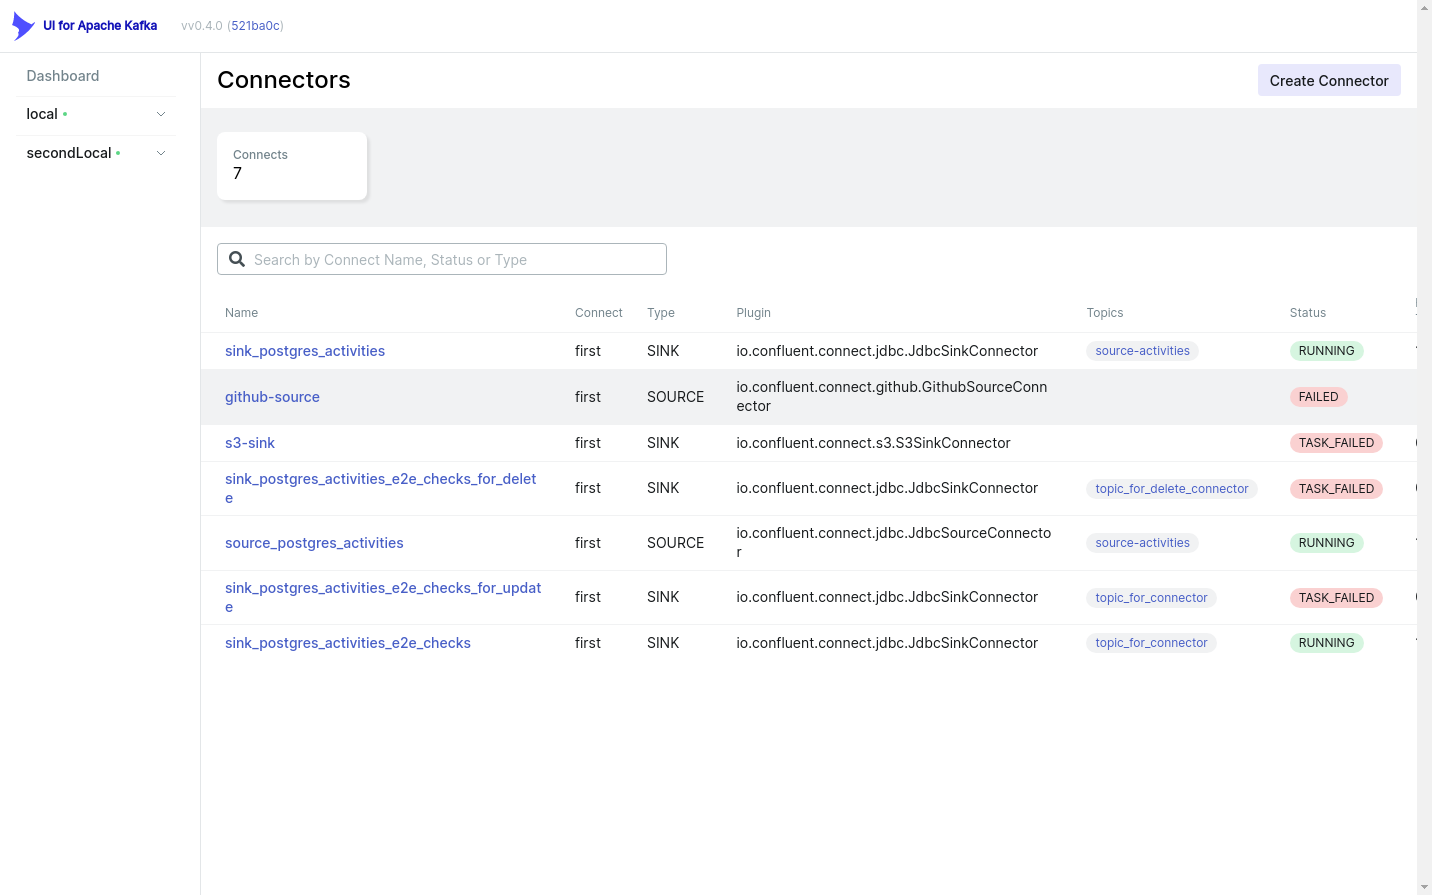 UI for Apache Kafka vv0.4.0 (521ba0c)
Dashboard
local
secondLocal
Connectors
Create Connector
Connects
7
Search by Connect Name, Status or Type
Name Connect Type Plugin Topics Status
sink_postgres_activities first SINK io.confluent.connect.jdbc.JdbcSinkConnector source-activities RUNNING
github-source first SOURCE io.confluent.connect.github.GithubSourceConn
ector FAILED
s3-sink first SINK io.confluent.connect.s3.S3SinkConnector TASK_FAILED
sink_postgres_activities_e2e_checks_for_delet
e first SINK io.confluent.connect.jdbc.JdbcSinkConnector topic_for_delete_connector TASK_FAILED
source_postgres_activities first SOURCE io.confluent.connect.jdbc.JdbcSourceConnecto
r source-activities RUNNING
sink_postgres_activities_e2e_checks_for_updat
e first SINK io.confluent.connect.jdbc.JdbcSinkConnector topic_for_connector TASK_FAILED
sink_postgres_activities_e2e_checks first SINK io.confluent.connect.jdbc.JdbcSinkConnector topic_for_connector RUNNING